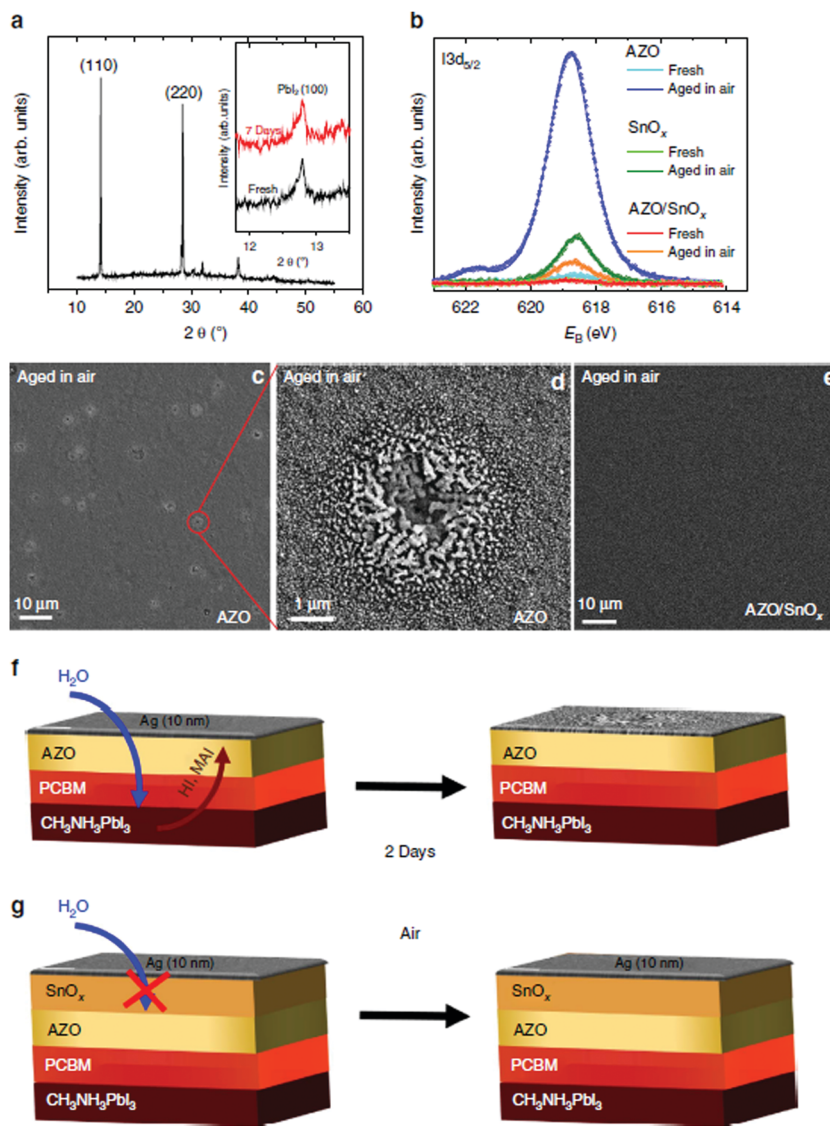 a
(110)
(220)
Intensity (arb. units)
10 20 30 40 50 60
2 θ (°)
PbI₂ (100)
7 Days
Fresh
Intensity (arb.units)
12 13
2 θ (°)
b
I3d5/2
AZO
Fresh
Aged in air
SnOₓ
Fresh
Aged in air
AZO/SnOₓ
Fresh
Aged in air
Intensity (arb. units)
622 620 618 616 614
E_B (eV)
Aged in air c
10 µm AZO
Aged in air d
1 µm AZO
Aged in air e
10 µm AZO/SnOₓ
f
H₂O
Ag (10 nm)
AZO
HI, MAI
PCBM
CH₃NH₃PbI₃
2 Days
AZO
PCBM
CH₃NH₃PbI₃
g
H₂O
Air
Ag (10 nm)
SnOₓ
AZO
PCBM
CH₃NH₃PbI₃
Ag (10 nm)
SnOₓ
AZO
PCBM
CH₃NH₃PbI₃